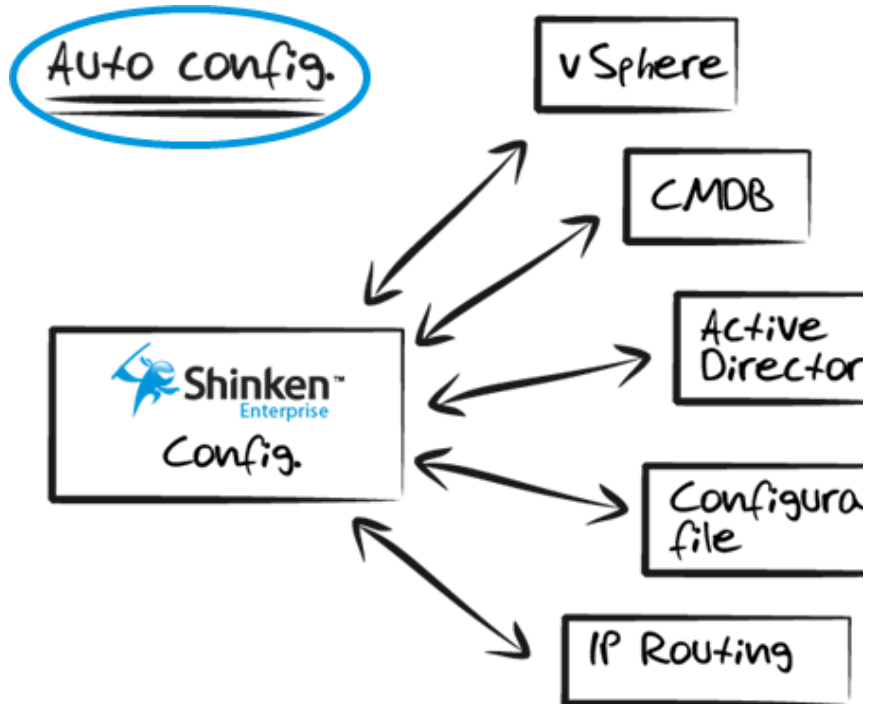 Auto config.
vSphere
CMDB
Active
Director
Shinken™
Enterprise
Config.
Configura
file
IP Routing